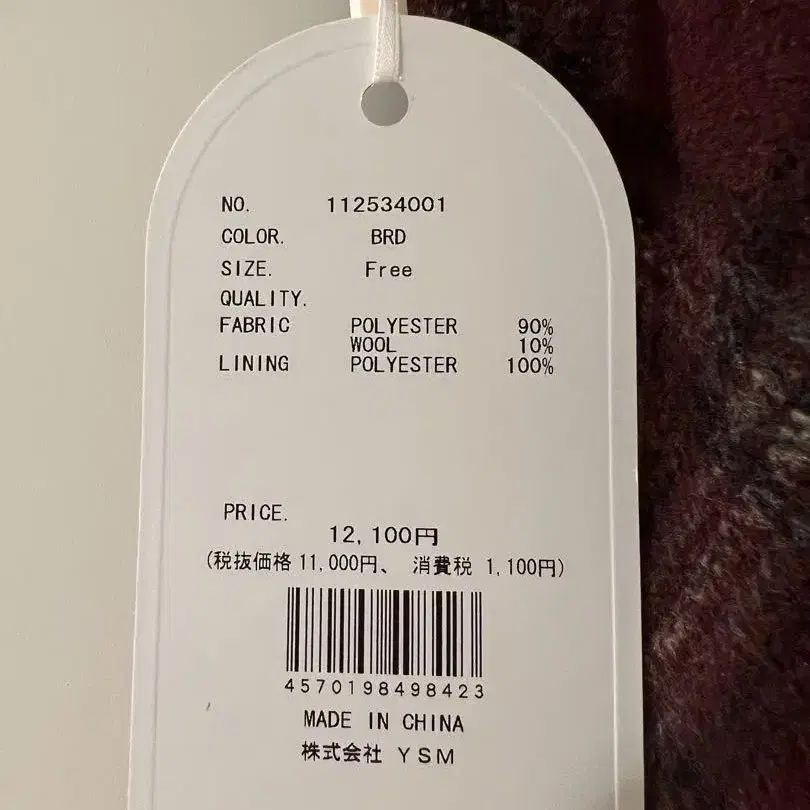 NO. 112534001
COLOR. BRD
SIZE. Free
QUALITY.
FABRIC POLYESTER 90%
WOOL 10%
LINING POLYESTER 100%
PRICE.
12,100円
(税抜価格 11,000円、 消費税 1,100円)
4570198498423
MADE IN CHINA
株式会社 YSM